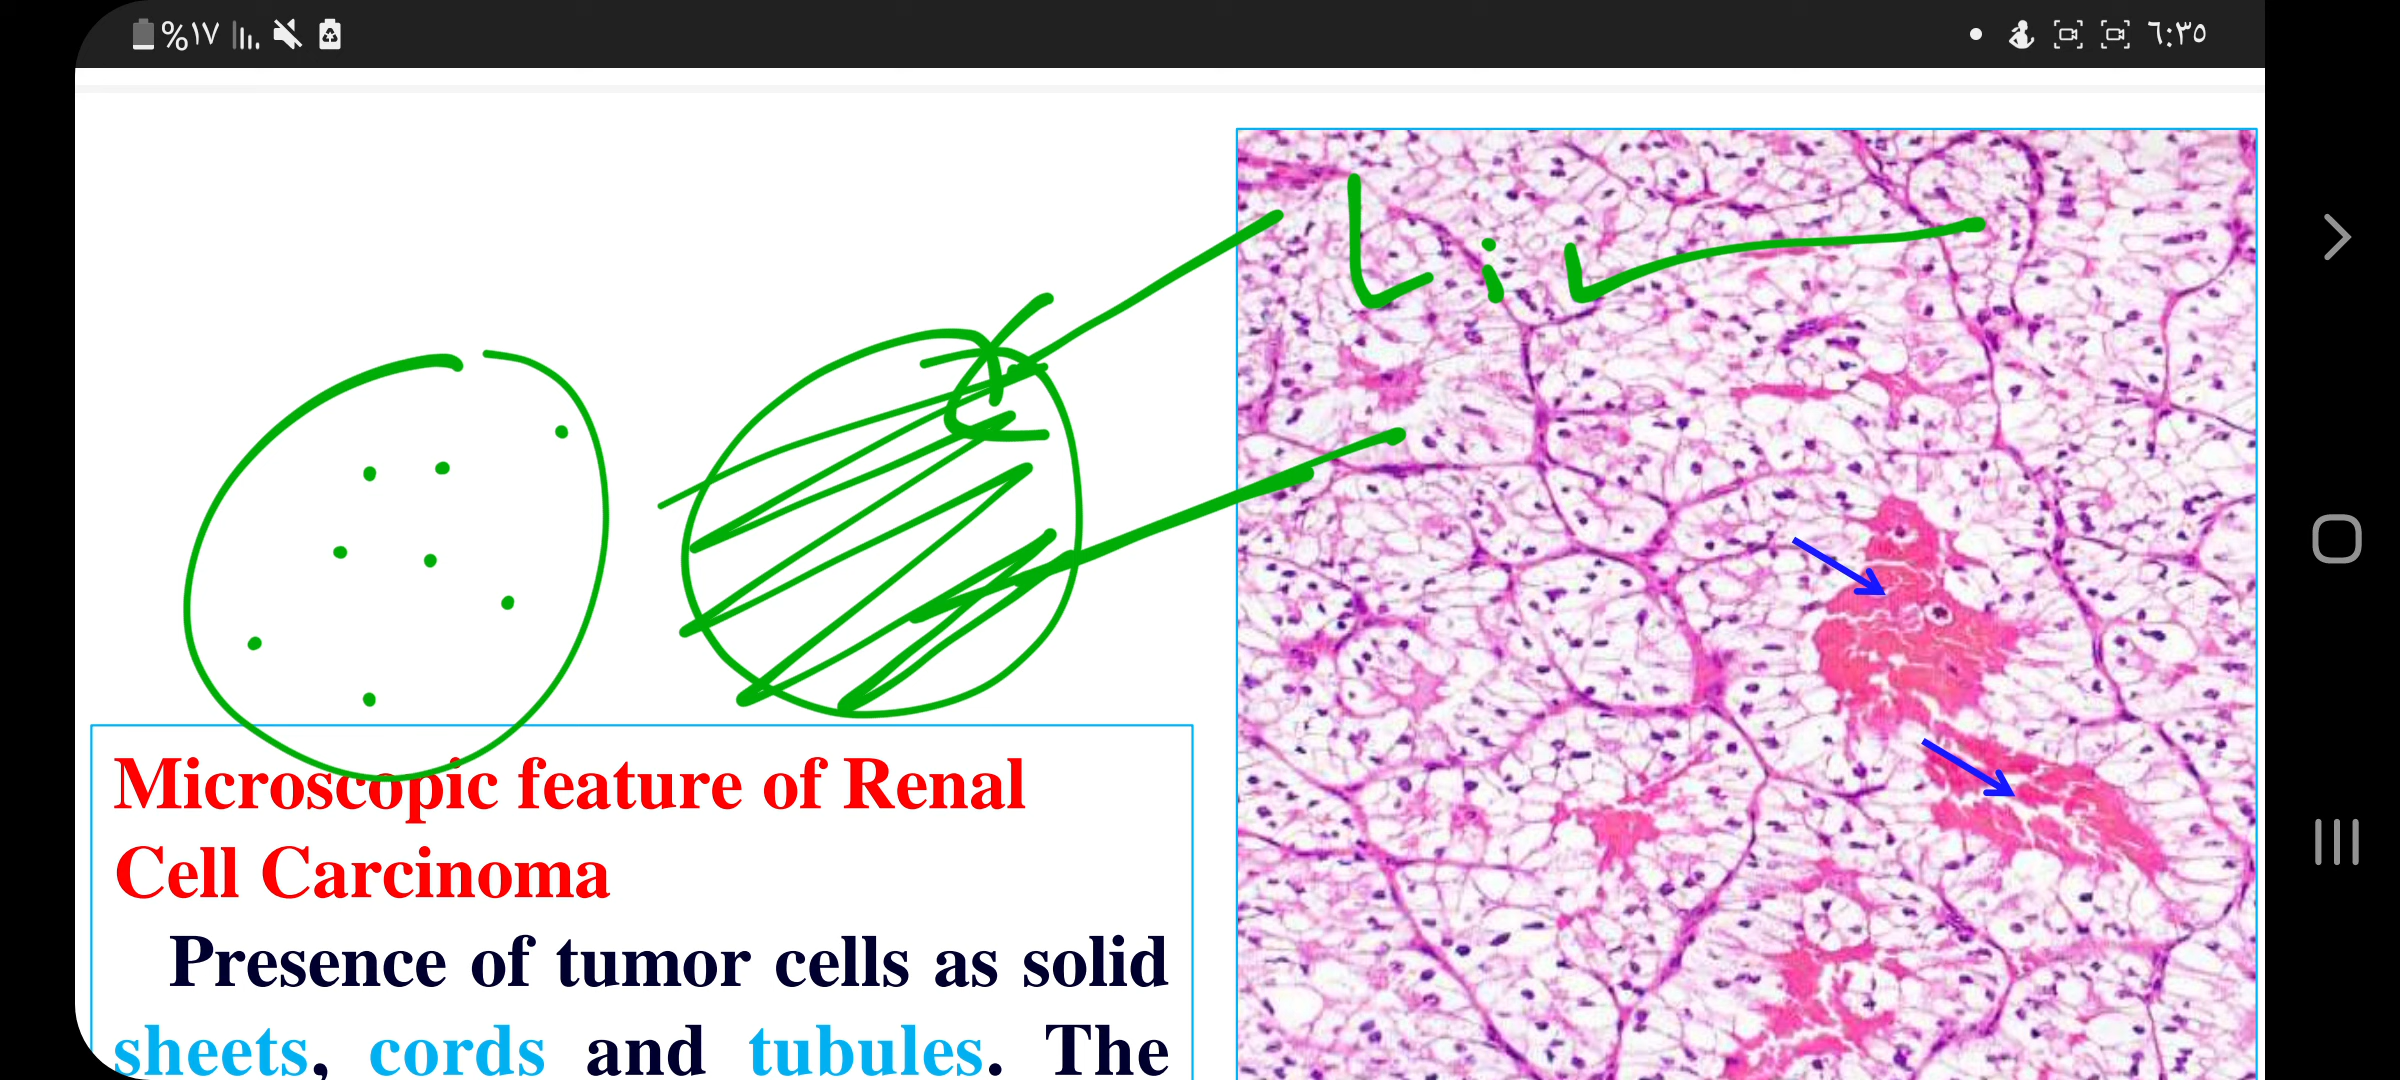 %١٧
٦:٣٥
Microscopic feature of Renal
Cell Carcinoma
Presence of tumor cells as solid
sheets, cords and tubules. The